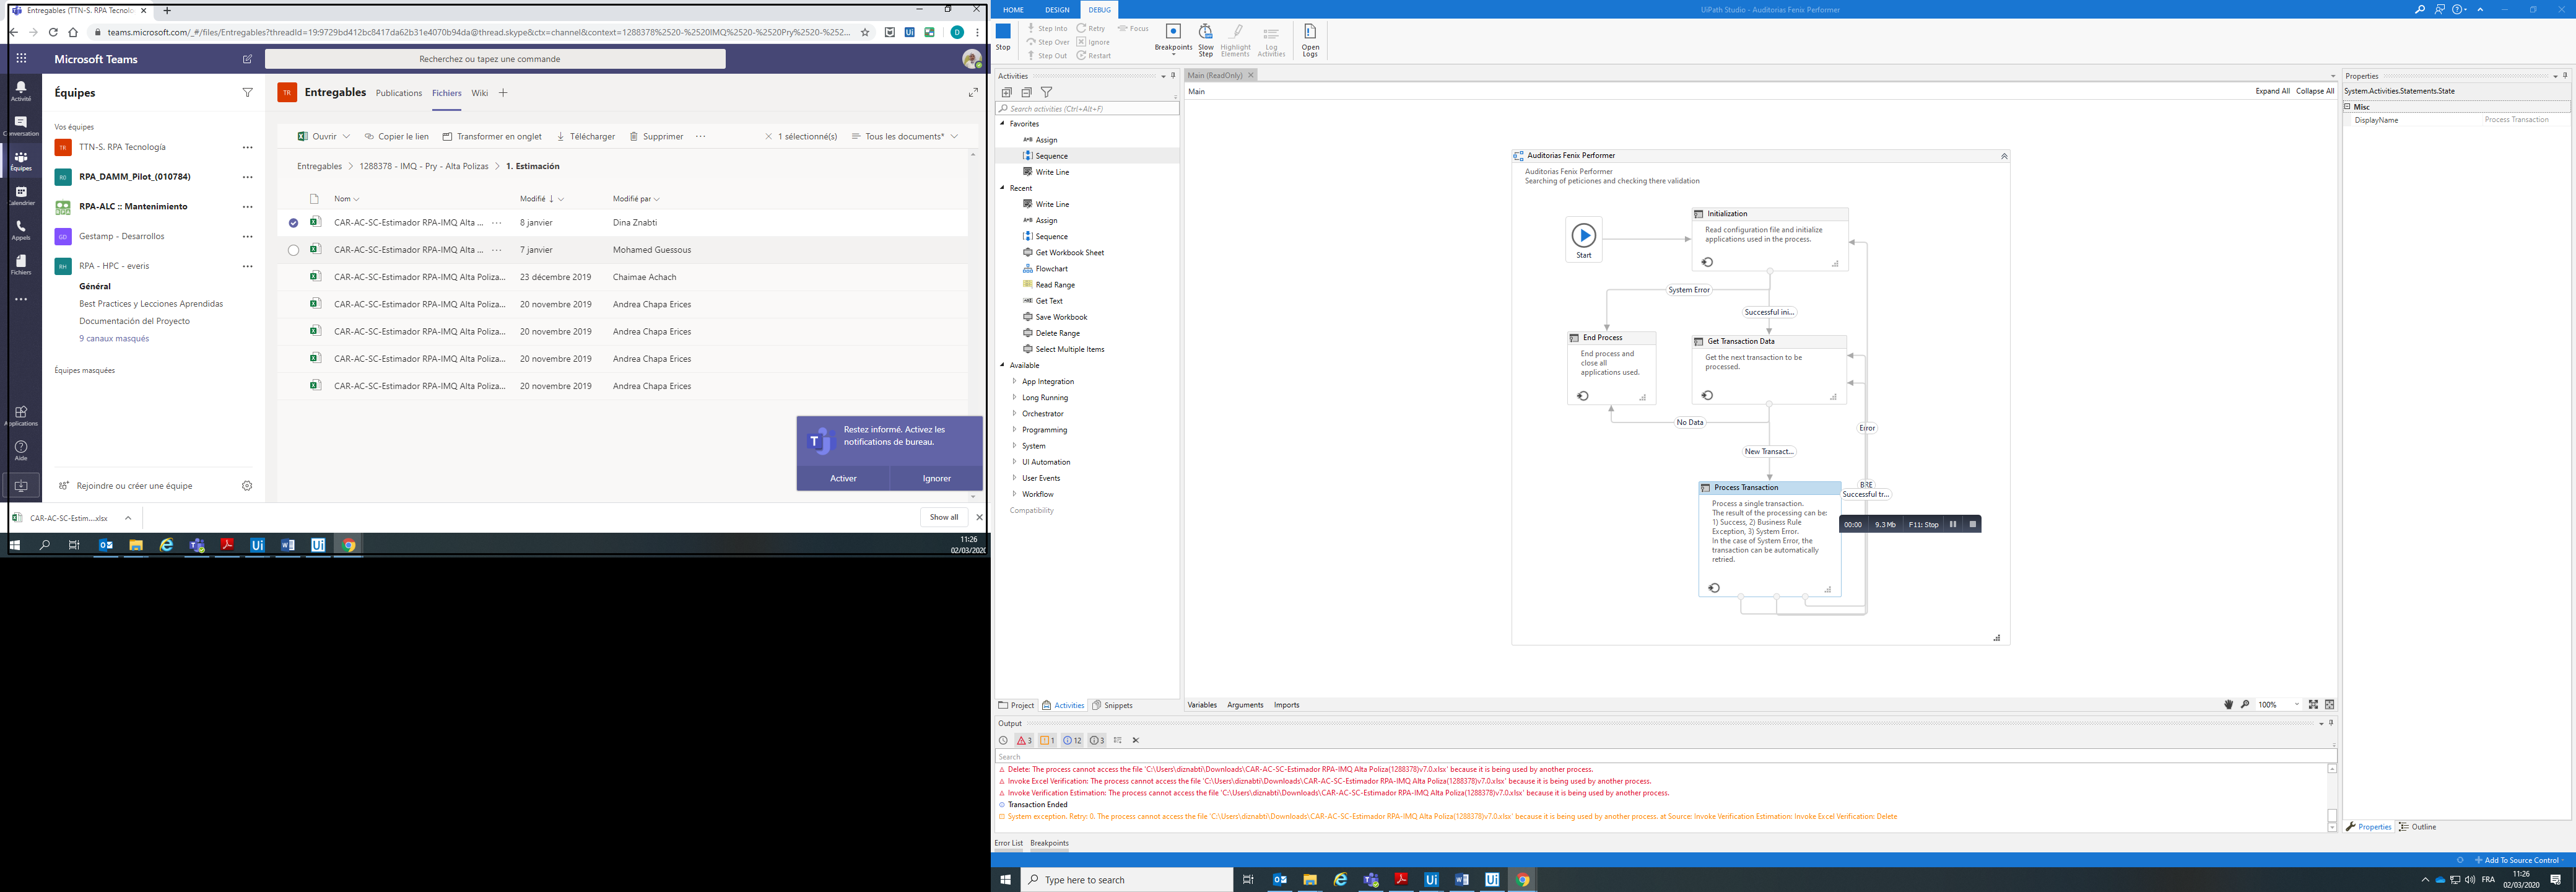 Entregables (TTN-S. RPA Tecnolo
teams.microsoft.com/_#/files/Entregables?threadId=19:9729bd412bc8417da62b31e4070b94da@thread.skype&ctx=channel&context=1288378%2520-%2520IMQ%2520-%2520Pry%2520-%252...
Microsoft Teams
Recherchez ou tapez une commande
Activité
Conversation
Équipes
Calendrier
Appels
Fichiers
Applications
Aide
Équipes
Vos équipes
TR TTN-S. RPA Tecnología
RPA_DAMM_Pilot_(010784)
RPA-ALC :: Mantenimiento
GD Gestamp - Desarrollos
RH RPA - HPC - everis
Général
Best Practices y Lecciones Aprendidas
Documentación del Proyecto
9 canaux masqués
Équipes masquées
Rejoindre ou créer une équipe
TR Entregables Publications Fichiers Wiki
Ouvrir Copier le lien Transformer en onglet Télécharger Supprimer 1 sélectionné(s) Tous les documents*
Entregables > 1288378 - IMQ - Pry - Alta Polizas > 1. Estimación
Nom Modifié Modifié par
CAR-AC-SC-Estimador RPA-IMQ Alta ... 8 janvier Dina Znabti
CAR-AC-SC-Estimador RPA-IMQ Alta ... 7 janvier Mohamed Guessous
CAR-AC-SC-Estimador RPA-IMQ Alta Poliza... 23 décembre 2019 Chaimae Achach
CAR-AC-SC-Estimador RPA-IMQ Alta Poliza... 20 novembre 2019 Andrea Chapa Erices
CAR-AC-SC-Estimador RPA-IMQ Alta Poliza... 20 novembre 2019 Andrea Chapa Erices
CAR-AC-SC-Estimador RPA-IMQ Alta Poliza... 20 novembre 2019 Andrea Chapa Erices
CAR-AC-SC-Estimador RPA-IMQ Alta Poliza... 20 novembre 2019 Andrea Chapa Erices
Restez informé. Activez les
notifications de bureau.
Activer Ignorer
CAR-AC-SC-Estim....xlsx
Show all
11:26
02/03/2020
HOME DESIGN DEBUG
UiPath Studio - Auditorias Fenix Performer
Stop
Step Into Retry Focus
Step Over Ignore
Step Out Restart
Breakpoints
Slow Step
Highlight Elements
Log Activities
Open Logs
Activities
Search activities (Ctrl+Alt+F)
Favorites
Assign
Sequence
Write Line
Recent
Write Line
Assign
Sequence
Get Workbook Sheet
Flowchart
Read Range
Get Text
Save Workbook
Delete Range
Select Multiple Items
Available
App Integration
Long Running
Orchestrator
Programming
System
UI Automation
User Events
Workflow
Compatibility
Project Activities Snippets
Main (ReadOnly)
Main
Expand All Collapse All
Auditorias Fenix Performer
Auditorias Fenix Performer
Searching of peticiones and checking there validation
Start
Initialization
Read configuration file and initialize
applications used in the process.
System Error
Successful ini...
End Process
End process and
close all
applications used.
Get Transaction Data
Get the next transaction to be
processed.
No Data
Error
New Transact...
BRE
Successful tr...
Process Transaction
Process a single transaction.
The result of the processing can be:
1) Success, 2) Business Rule
Exception, 3) System Error.
In the case of System Error, the
transaction can be automatically
retried.
00:00 9.3 Mb F11: Stop
Variables Arguments Imports
100%
Properties
System.Activities.Statements.State
Misc
DisplayName Process Transaction
Properties Outline
Output
3 1 12 3
Search
Delete: The process cannot access the file 'C:\Users\diznabti\Downloads\CAR-AC-SC-Estimador RPA-IMQ Alta Poliza(1288378)v7.0.xlsx' because it is being used by another process.
Invoke Excel Verification: The process cannot access the file 'C:\Users\diznabti\Downloads\CAR-AC-SC-Estimador RPA-IMQ Alta Poliza(1288378)v7.0.xlsx' because it is being used by another process.
Invoke Verification Estimation: The process cannot access the file 'C:\Users\diznabti\Downloads\CAR-AC-SC-Estimador RPA-IMQ Alta Poliza(1288378)v7.0.xlsx' because it is being used by another process.
Transaction Ended
System exception. Retry: 0. The process cannot access the file 'C:\Users\diznabti\Downloads\CAR-AC-SC-Estimador RPA-IMQ Alta Poliza(1288378)v7.0.xlsx' because it is being used by another process. at Source: Invoke Verification Estimation: Invoke Excel Verification: Delete
Error List Breakpoints
Add To Source Control
Type here to search
FRA
11:26
02/03/2020